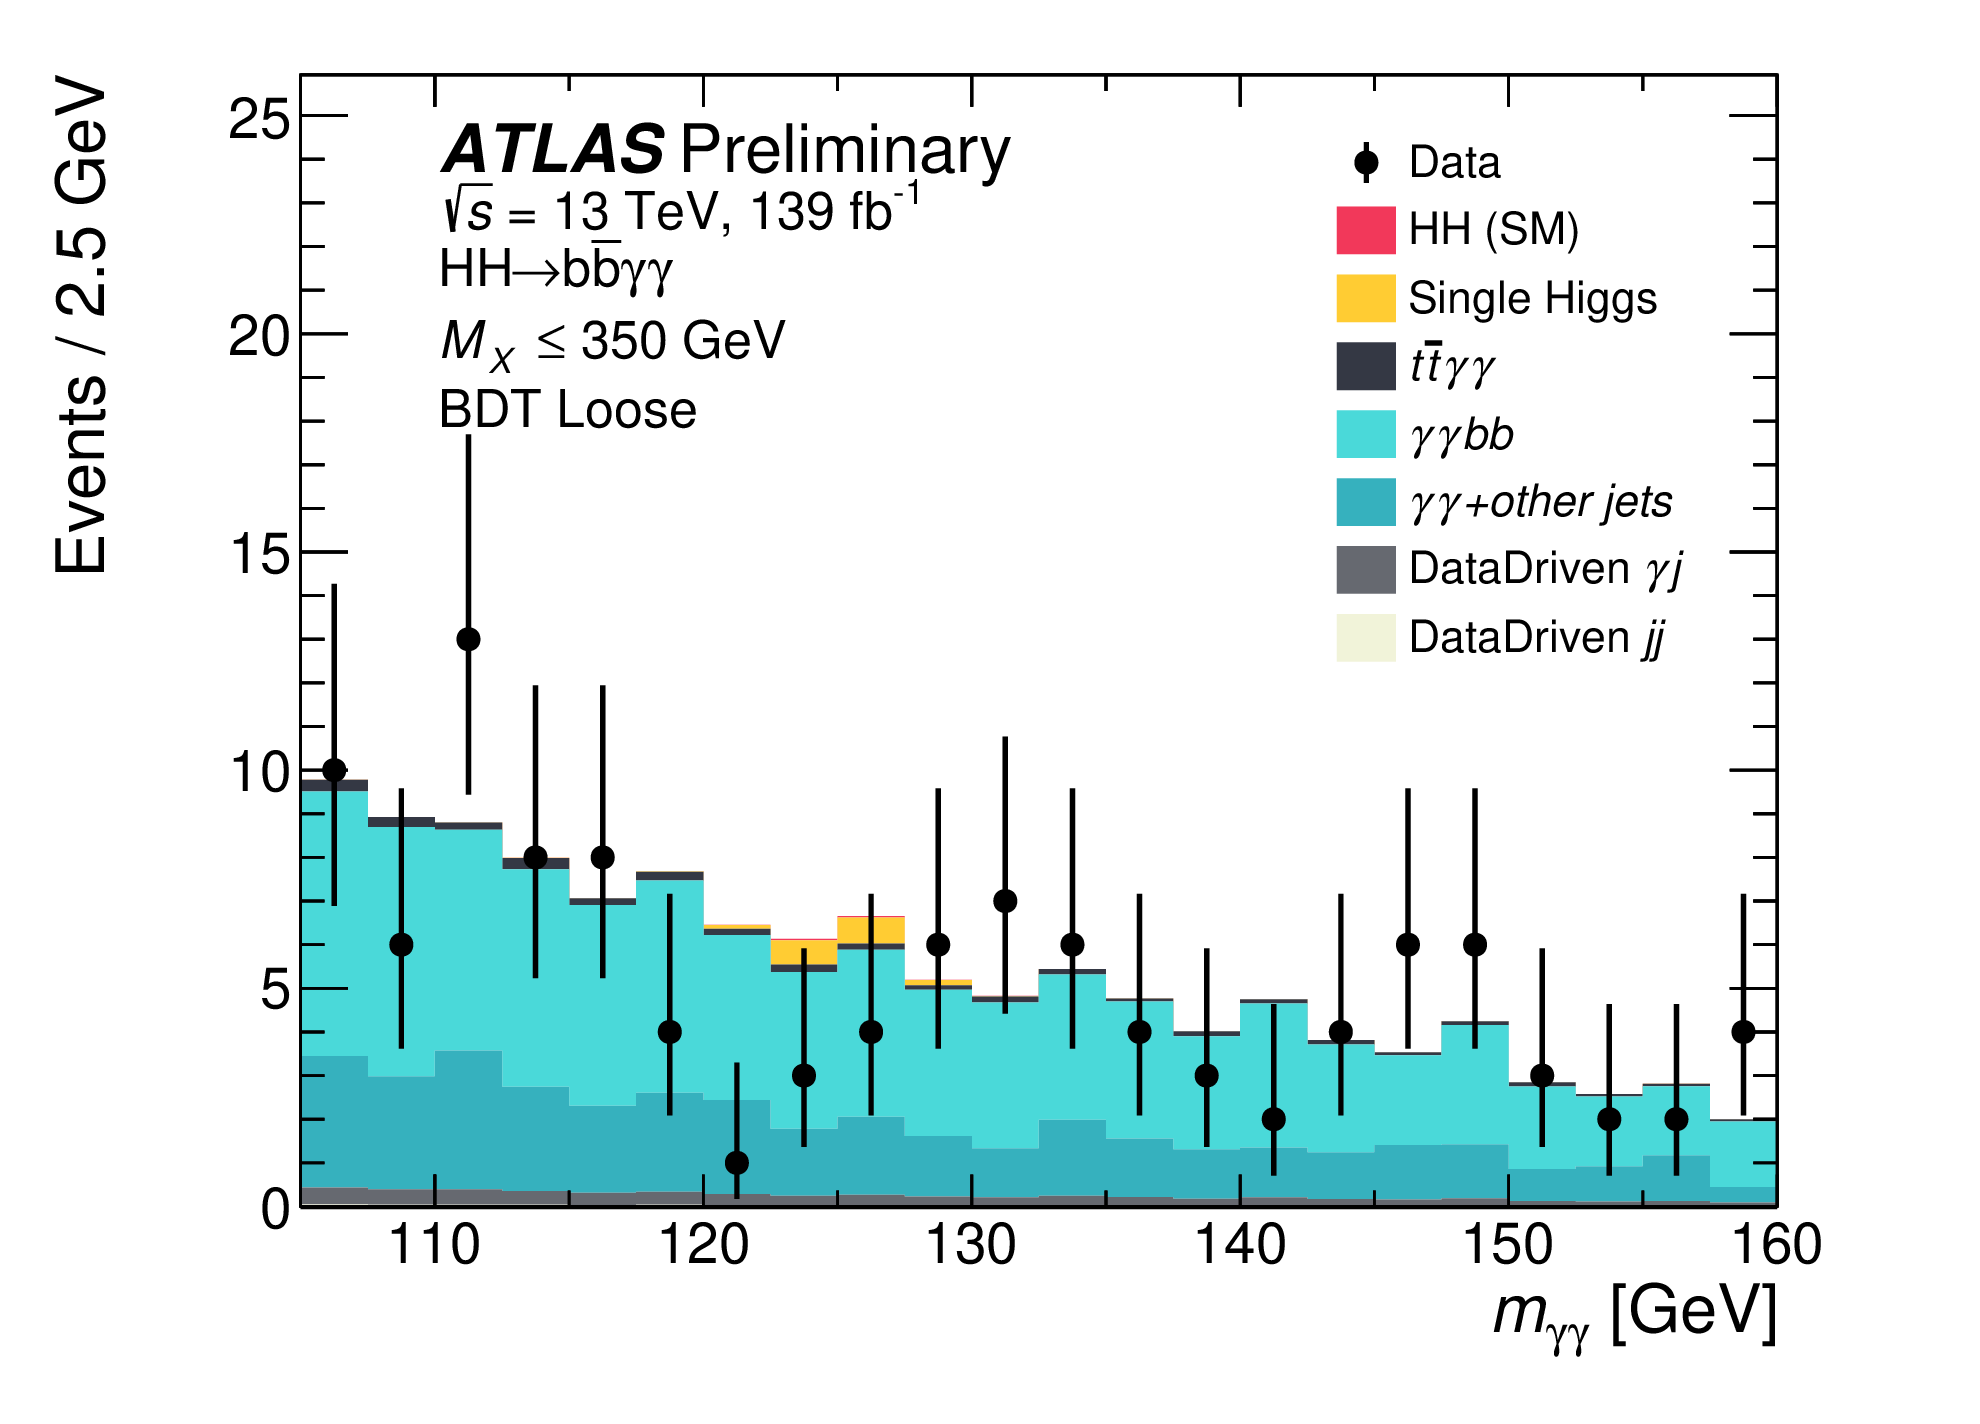 Events / 2.5 GeV
25
20
15
10
5
0
ATLAS Preliminary
√s = 13 TeV, 139 fb⁻¹
HH→bb̅γγ
M_X ≤ 350 GeV
BDT Loose
Data
HH (SM)
Single Higgs
tt̅γγ
γγbb
γγ+other jets
DataDriven γj
DataDriven jj
110 120 130 140 150 160
m_γγ [GeV]